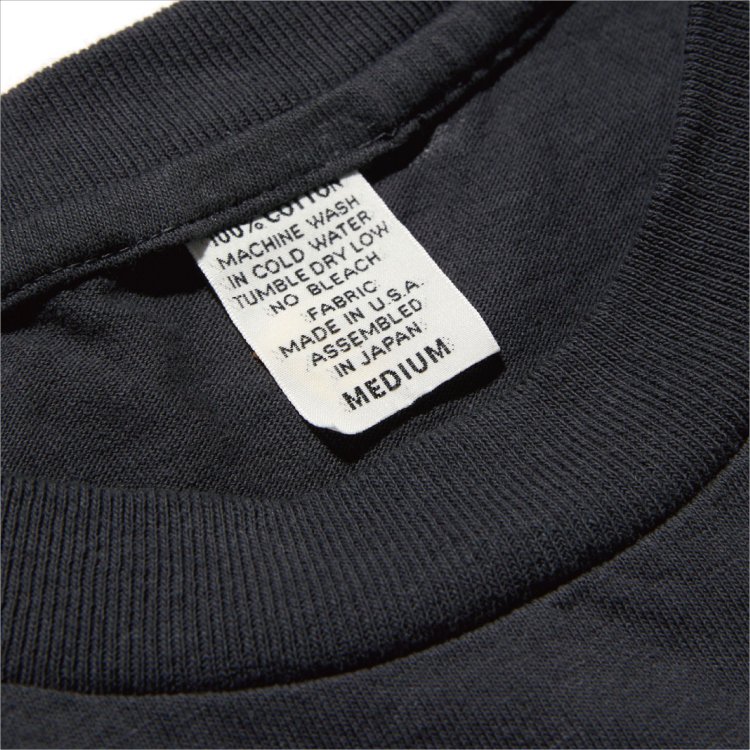 100% COTTON
MACHINE WASH
IN COLD WATER
TUMBLE DRY LOW
NO BLEACH
FABRIC
MADE IN U.S.A.
ASSEMBLED
IN JAPAN
MEDIUM